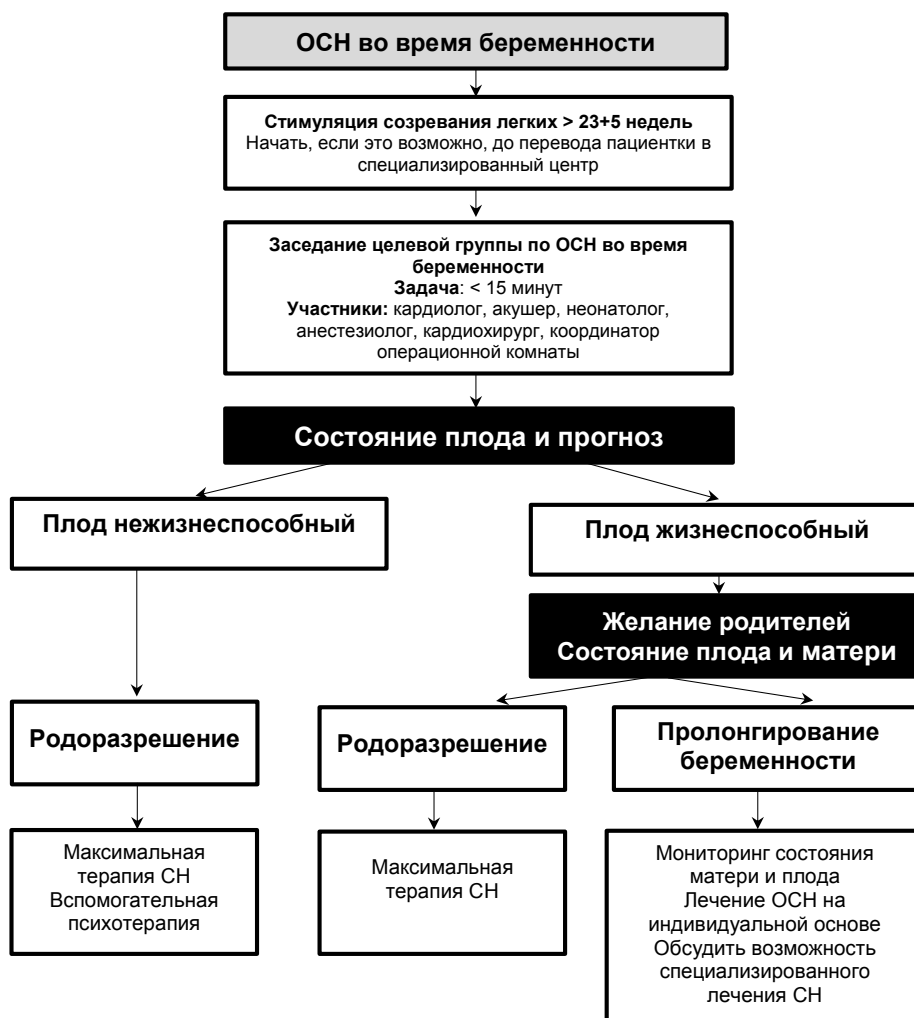 ОСН во время беременности
Стимуляция созревания легких > 23+5 недель
Начать, если это возможно, до перевода пациентки в
специализированный центр
Заседание целевой группы по ОСН во время
беременности
Задача: < 15 минут
Участники: кардиолог, акушер, неонатолог,
анестезиолог, кардиохирург, координатор
операционной комнаты
Состояние плода и прогноз
Плод нежизнеспособный
Плод жизнеспособный
Желание родителей
Состояние плода и матери
Родоразрешение
Родоразрешение
Пролонгирование
беременности
Максимальная
терапия СН
Вспомогательная
психотерапия
Максимальная
терапия СН
Мониторинг состояния
матери и плода
Лечение ОСН на
индивидуальной основе
Обсудить возможность
специализированного
лечения СН